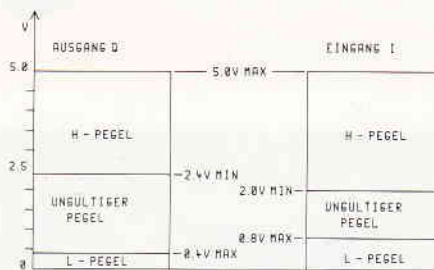 V
AUSGANG Q
EINGANG I
5.0
5.0V MAX
H - PEGEL
H - PEGEL
2.5
2.4V MIN
2.0V MIN
UNGULTIGER
PEGEL
UNGULTIGER
PEGEL
0.8V MAX
0.4V MAX
0
L - PEGEL
L - PEGEL